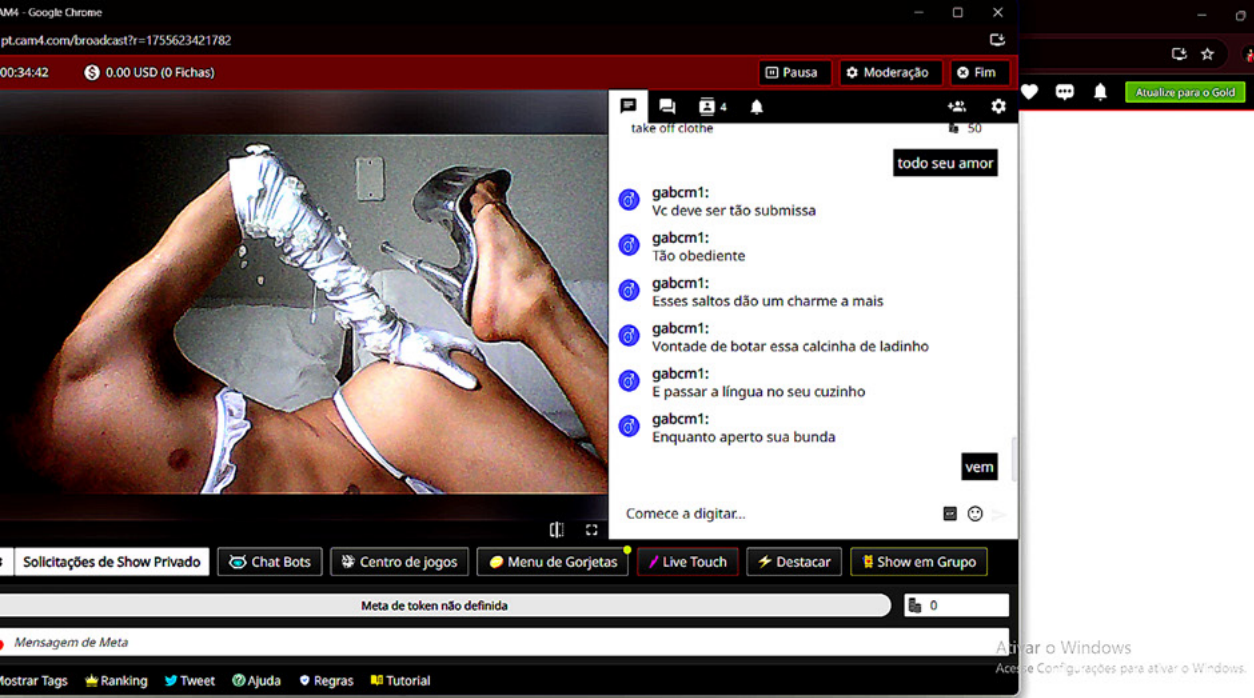 AM4 - Google Chrome
pt.cam4.com/broadcast?r=1755623421782
00:34:42
0.00 USD (0 Fichas)
Pausa
Moderação
Fim
4
Atualize para o Gold
take off clothe
50
todo seu amor
gabcm1:
Vc deve ser tão submissa
gabcm1:
Tão obediente
gabcm1:
Esses saltos dão um charme a mais
gabcm1:
Vontade de botar essa calcinha de ladinho
gabcm1:
E passar a língua no seu cuzinho
gabcm1:
Enquanto aperto sua bunda
vem
Comece a digitar...
Solicitações de Show Privado
Chat Bots
Centro de jogos
Menu de Gorjetas
Live Touch
Destacar
Show em Grupo
Meta de token não definida
0
Mensagem de Meta
Ativar o Windows
Acesse Configurações para ativar o Windows.
Mostrar Tags
Ranking
Tweet
Ajuda
Regras
Tutorial